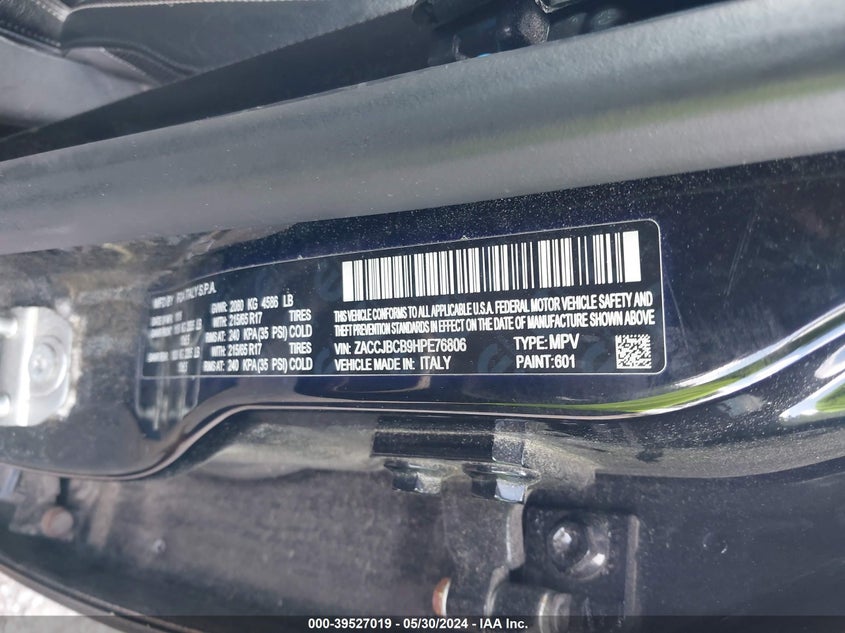 MFD BY FCA ITALY S.P.A.
GVWR: 2080 KG 4586 LB
WITH: 215/65 R17 TIRES
RIMS AT: 240 KPA(35 PSI) COLD
WITH: 215/65 R17 TIRES
RIMS AT: 240 KPA(35 PSI) COLD
THIS VEHICLE CONFORMS TO ALL APPLICABLE U.S.A. FEDERAL MOTOR VEHICLE SAFETY AND
THEFT PREVENTION STANDARDS IN EFFECT ON THE DATE OF MANUFACTURE SHOWN ABOVE
VIN: ZACCJBCB9HPE76806 TYPE: MPV
VEHICLE MADE IN: ITALY PAINT: 601
000-39527019 - 05/30/2024 - IAA Inc.